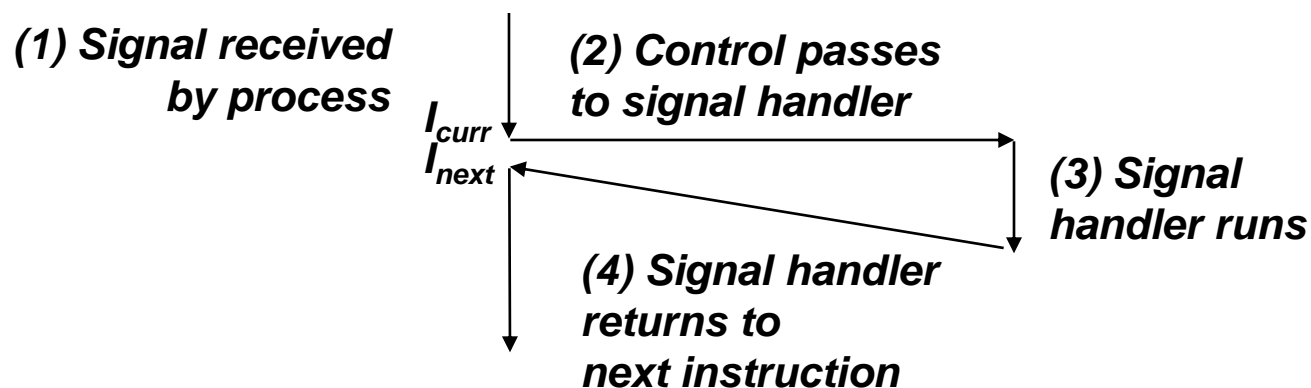 (1) Signal received
by process
(2) Control passes
to signal handler
Icurr
Inext
(3) Signal
handler runs
(4) Signal handler
returns to
next instruction